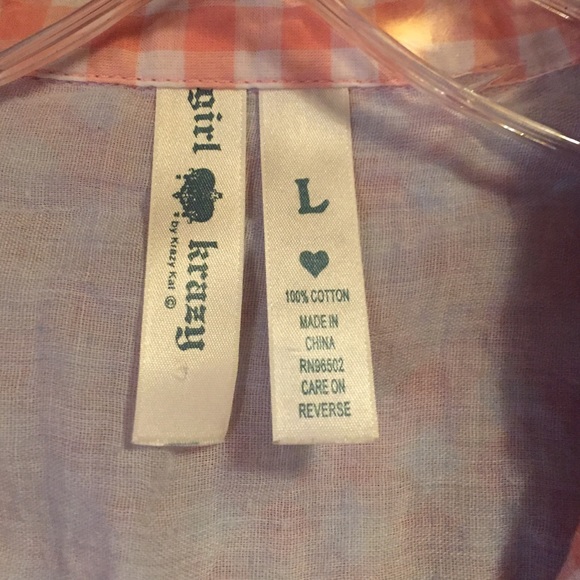 girl krazy
* by Krazy Kat ©
L
100% COTTON
MADE IN
CHINA
RN96502
CARE ON
REVERSE